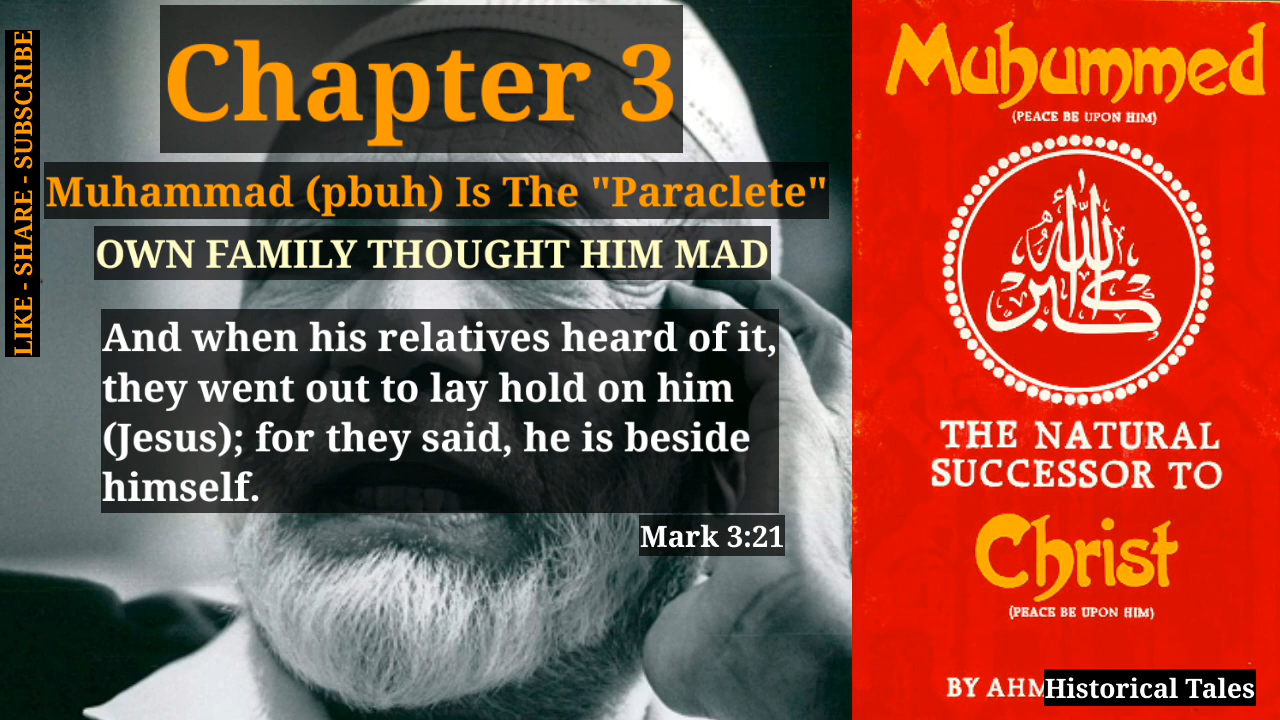 LIKE - SHARE - SUBSCRIBE
Chapter 3
Muhammad (pbuh) Is The "Paraclete"
OWN FAMILY THOUGHT HIM MAD
And when his relatives heard of it,
they went out to lay hold on him
(Jesus); for they said, he is beside
himself.
Mark 3:21
Muhummed
(PEACE BE UPON HIM)
الله أكبر
THE NATURAL
SUCCESSOR TO
Christ
(PEACE BE UPON HIM)
BY AHM
Historical Tales